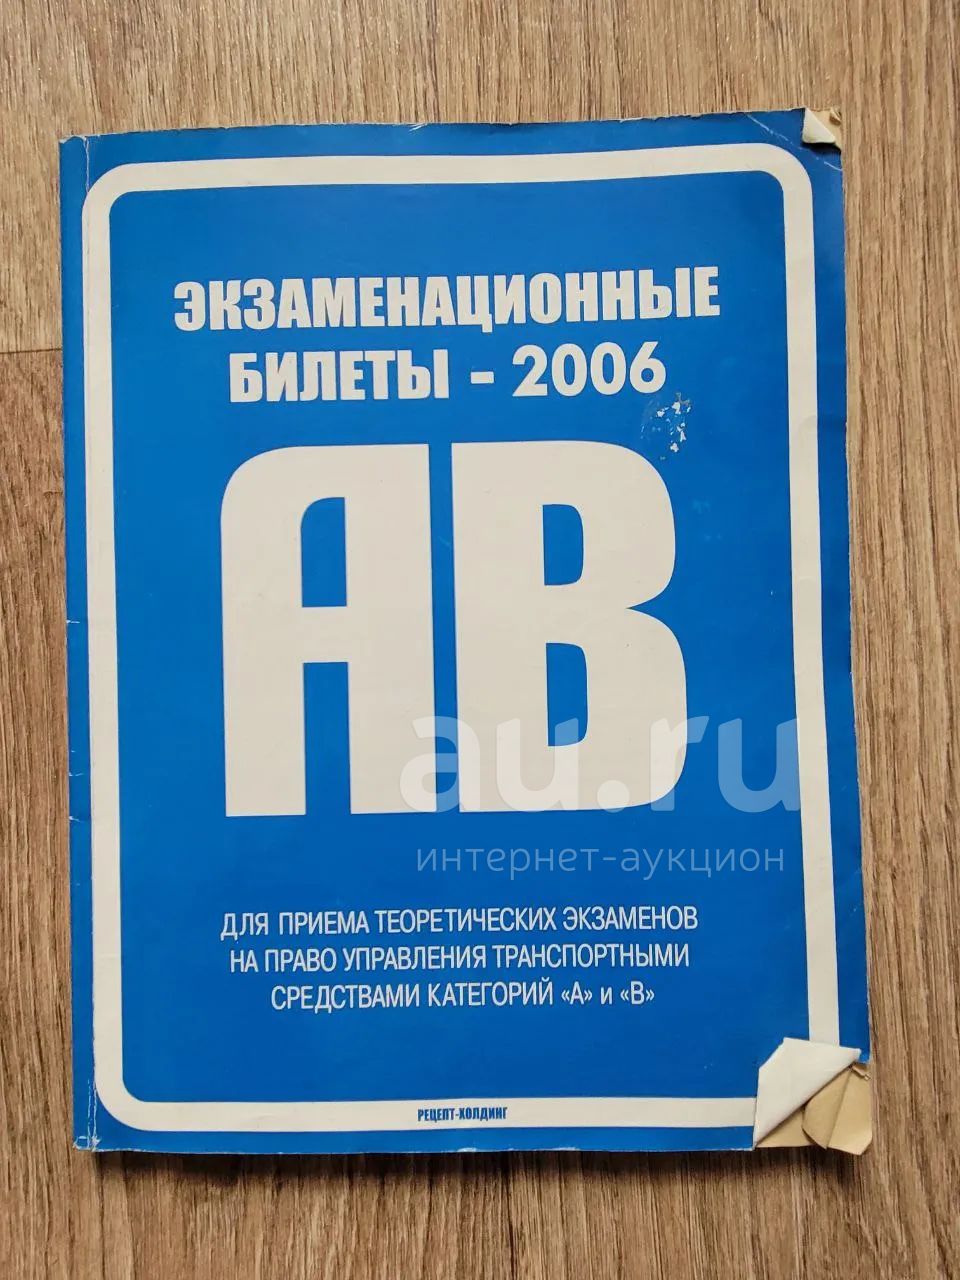 ЭКЗАМЕНАЦИОННЫЕ
БИЛЕТЫ - 2006
АВ
au.ru
интернет-аукцион
ДЛЯ ПРИЕМА ТЕОРЕТИЧЕСКИХ ЭКЗАМЕНОВ
НА ПРАВО УПРАВЛЕНИЯ ТРАНСПОРТНЫМИ
СРЕДСТВАМИ КАТЕГОРИЙ «А» и «В»
РЕЦЕПТ-ХОЛДИНГ